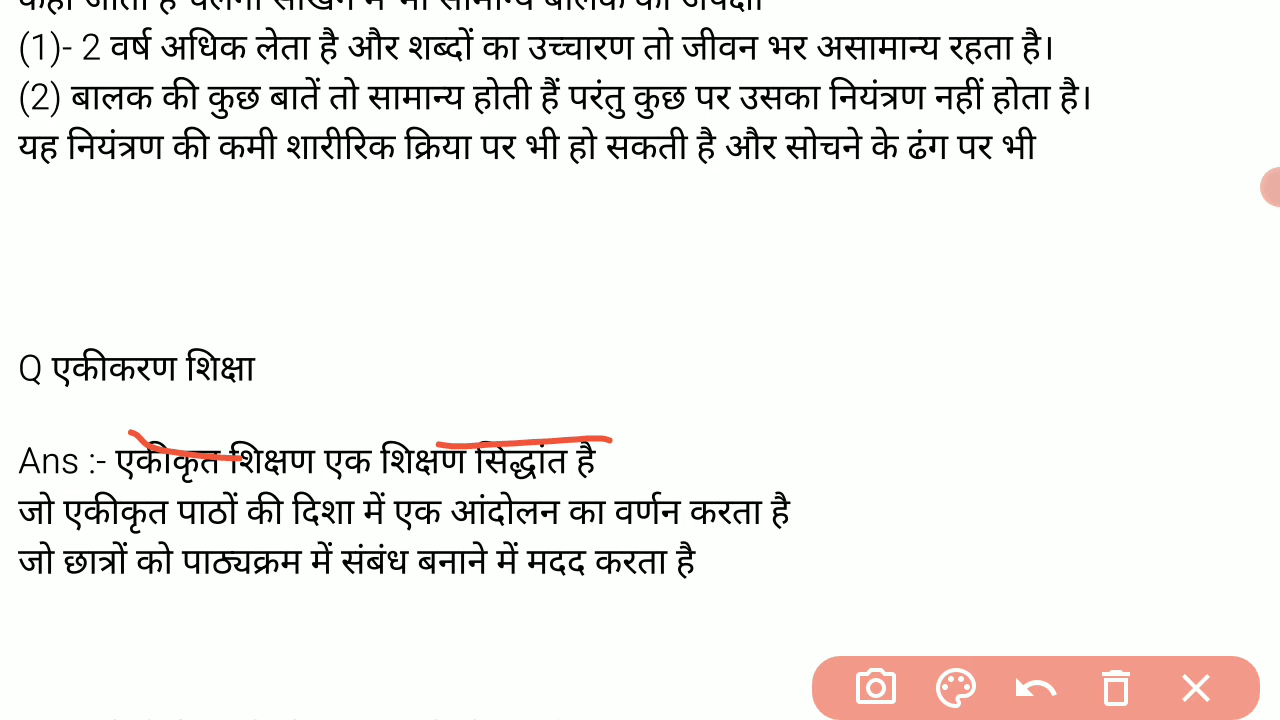 (1)- 2 वर्ष अधिक लेता है और शब्दों का उच्चारण तो जीवन भर असामान्य रहता है।
(2) बालक की कुछ बातें तो सामान्य होती हैं परंतु कुछ पर उसका नियंत्रण नहीं होता है।
यह नियंत्रण की कमी शारीरिक क्रिया पर भी हो सकती है और सोचने के ढंग पर भी
Q एकीकरण शिक्षा
Ans :- एकीकृत शिक्षण एक शिक्षण सिद्धांत है
जो एकीकृत पाठों की दिशा में एक आंदोलन का वर्णन करता है
जो छात्रों को पाठ्यक्रम में संबंध बनाने में मदद करता है